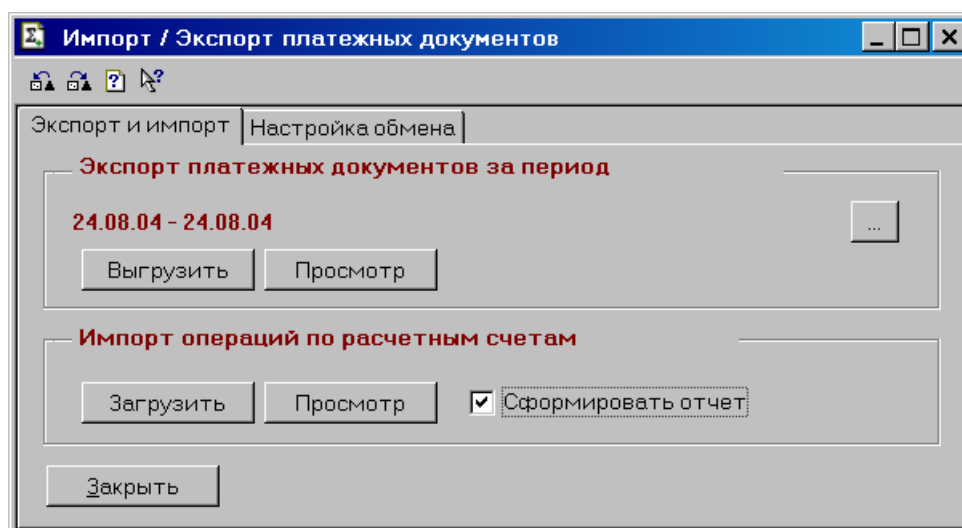 Импорт / Экспорт платежных документов
Экспорт и импорт Настройка обмена
Экспорт платежных документов за период
24.08.04 - 24.08.04 ...
Выгрузить Просмотр
Импорт операций по расчетным счетам
Загрузить Просмотр Сформировать отчет
Закрыть